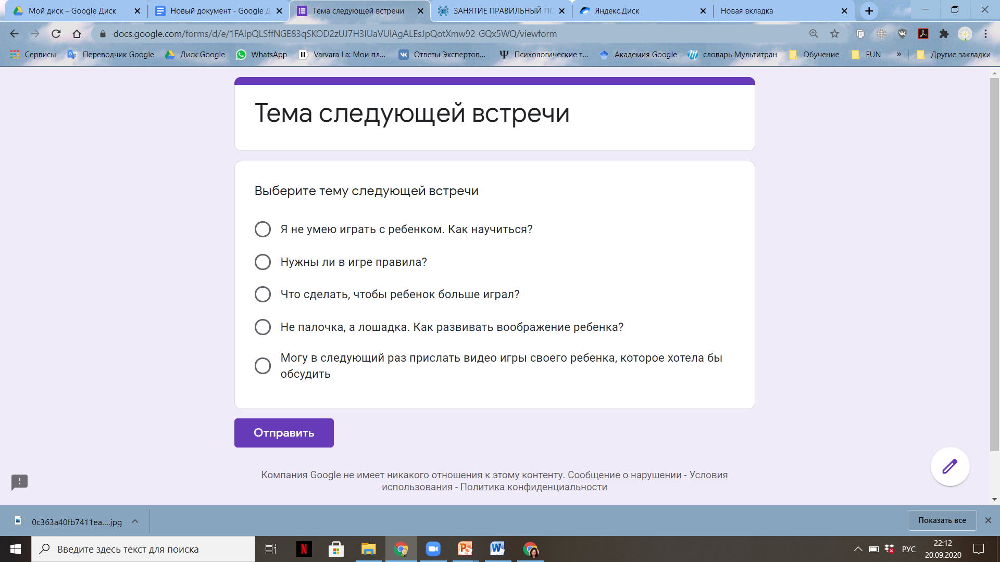 Мой диск – Google Диск
Новый документ - Google Д
Тема следующей встречи
ЗАНЯТИЕ ПРАВИЛЬНЫЙ ПО
Яндекс.Диск
Новая вкладка
docs.google.com/forms/d/e/1FAIpQLSffNGE83qSKOD2zUJ7H3IUaVUlAgALEsJpQotXmw92-GQx5WQ/viewform
Сервисы
Переводчик Google
Диск Google
WhatsApp
Varvara La: Мои пл...
Ответы Экспертов...
Психологические т...
Академия Google
словарь Мультитран
Обучение
FUN
»
Другие закладки
Тема следующей встречи
Выберите тему следующей встречи
Я не умею играть с ребенком. Как научиться?
Нужны ли в игре правила?
Что сделать, чтобы ребенок больше играл?
Не палочка, а лошадка. Как развивать воображение ребенка?
Могу в следующий раз прислать видео игры своего ребенка, которое хотела бы
обсудить
Отправить
Компания Google не имеет никакого отношения к этому контенту. Сообщение о нарушении - Условия
использования - Политика конфиденциальности
0c363a40fb7411ea....jpg
Показать все
Введите здесь текст для поиска
РУС
22:12
20.09.2020